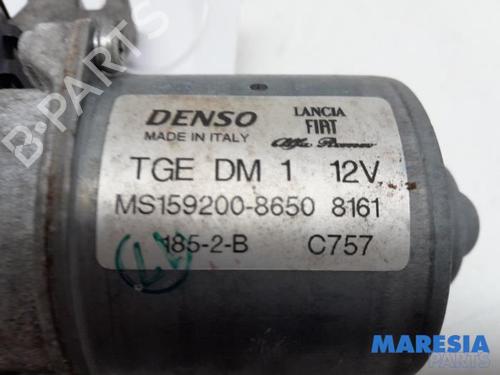 DENSO
MADE IN ITALY
LANCIA
FIAT
Alfa Romeo
TGE DM 1 12V
MS159200-8650 8161
185-2-B C757
B-PARTS
MARESIA
PARTS